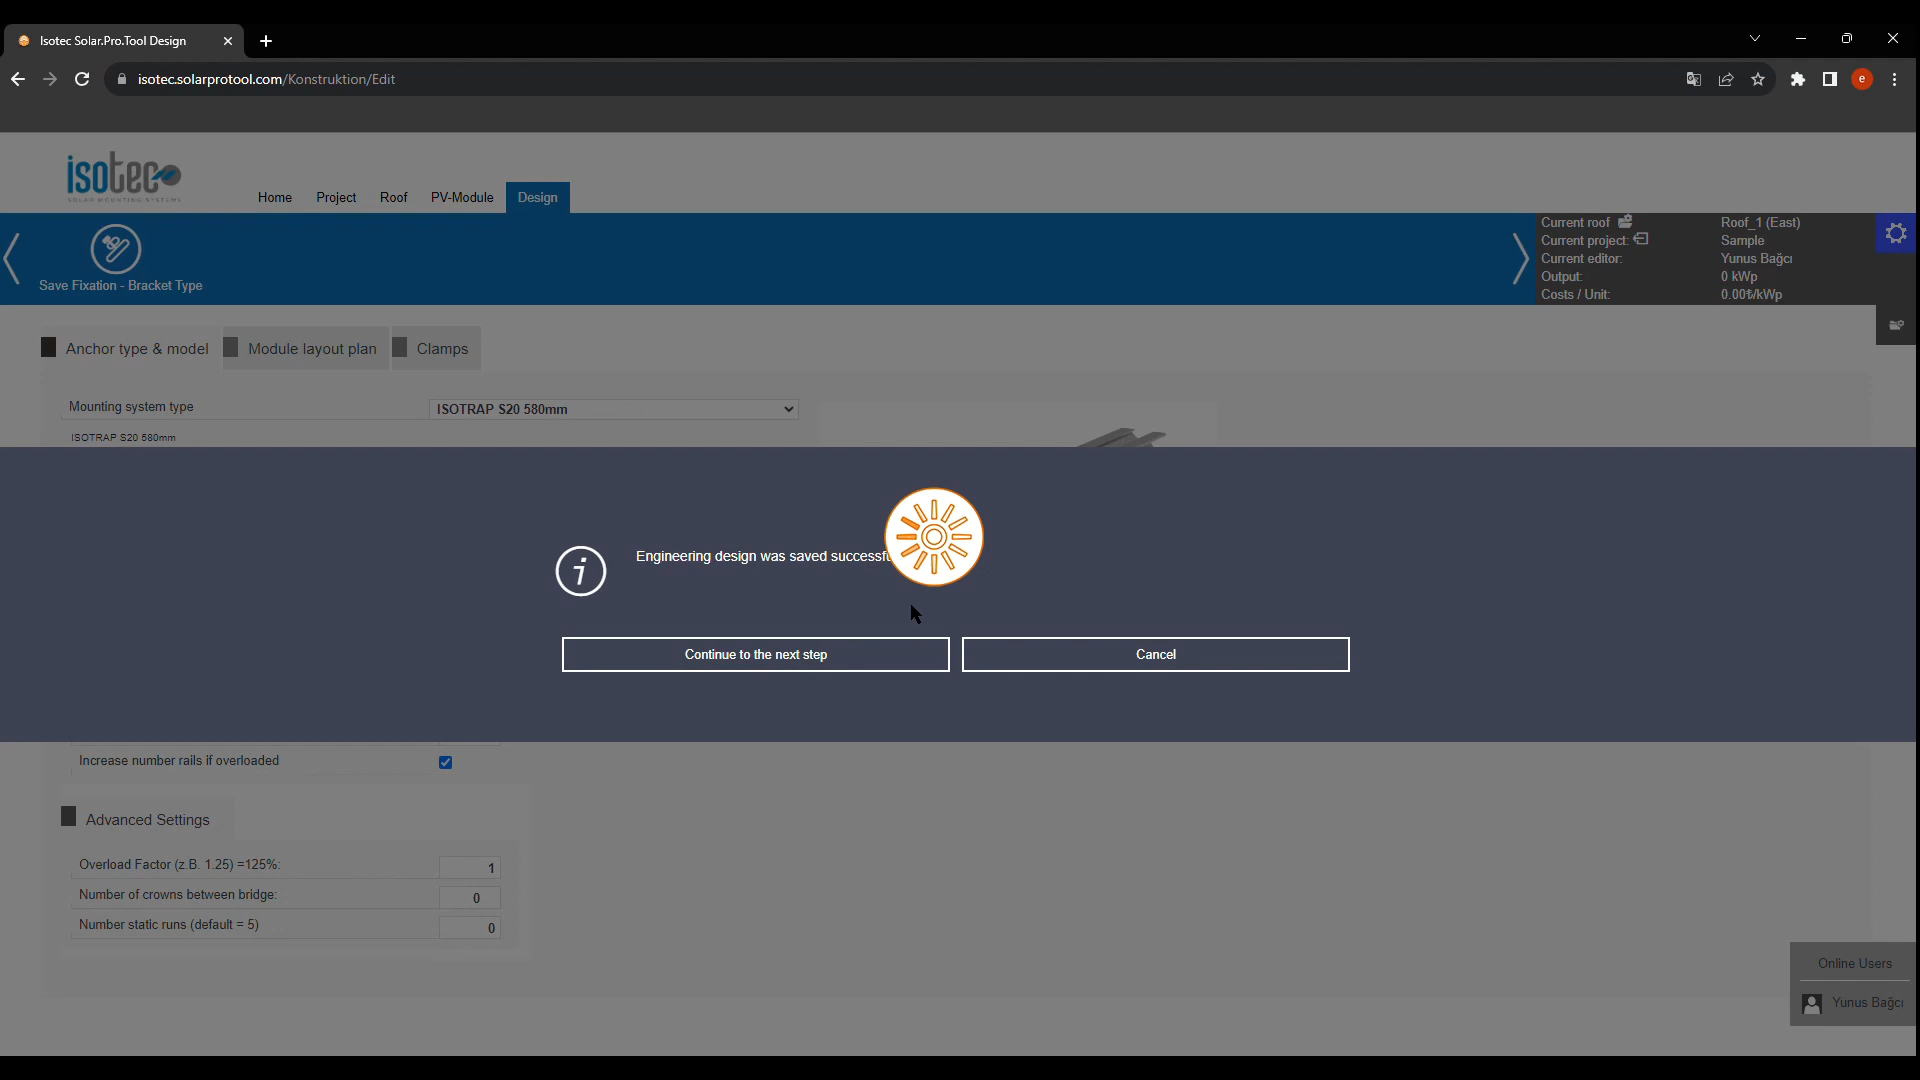 Isotec Solar.Pro.Tool Design
isotec.solarprotool.com/Konstruktion/Edit
e
isotec
SOLAR MOUNTING SYSTEMS
Home Project Roof PV-Module Design
Save Fixation - Bracket Type
Current roof Roof_1 (East)
Current project: Sample
Current editor: Yunus Bağcı
Output: 0 kWp
Costs / Unit: 0.00₺/kWp
Anchor type & model Module layout plan Clamps
Mounting system type ISOTRAP S20 580mm
ISOTRAP S20 580mm
i Engineering design was saved successfu
Continue to the next step Cancel
Increase number rails if overloaded
Advanced Settings
Overload Factor (z.B. 1.25) =125%: 1
Number of crowns between bridge: 0
Number static runs (default = 5) 0
Online Users
Yunus Bağcı